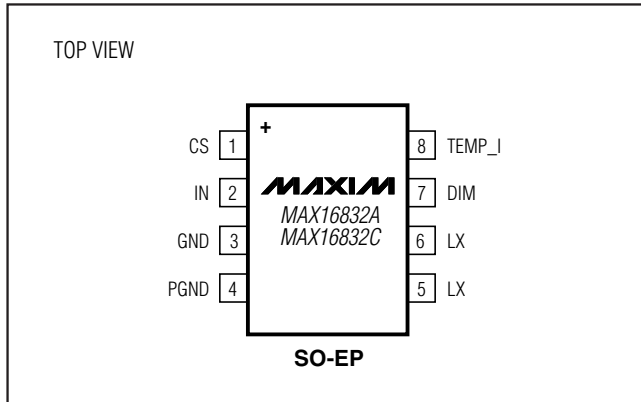 TOP VIEW
+
CS 1
8 TEMP_I
IN 2
MAXIM
7 DIM
MAX16832A
MAX16832C
GND 3
6 LX
PGND 4
5 LX
SO-EP